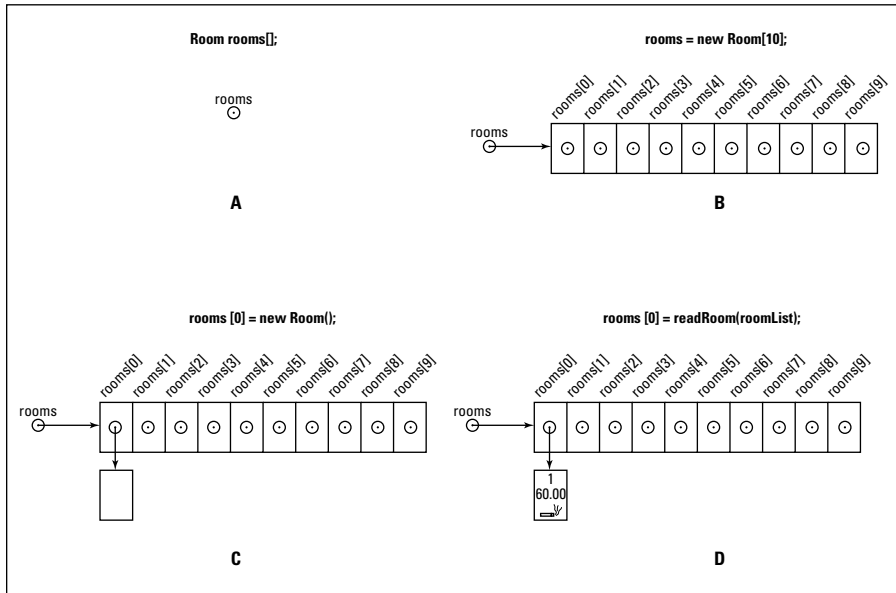 Room rooms[];
rooms
A
rooms = new Room[10];
rooms[0] rooms[1] rooms[2] rooms[3] rooms[4] rooms[5] rooms[6] rooms[7] rooms[8] rooms[9]
rooms
B
rooms [0] = new Room();
rooms[0] rooms[1] rooms[2] rooms[3] rooms[4] rooms[5] rooms[6] rooms[7] rooms[8] rooms[9]
rooms
C
rooms [0] = readRoom(roomList);
rooms[0] rooms[1] rooms[2] rooms[3] rooms[4] rooms[5] rooms[6] rooms[7] rooms[8] rooms[9]
rooms
1
60.00
D